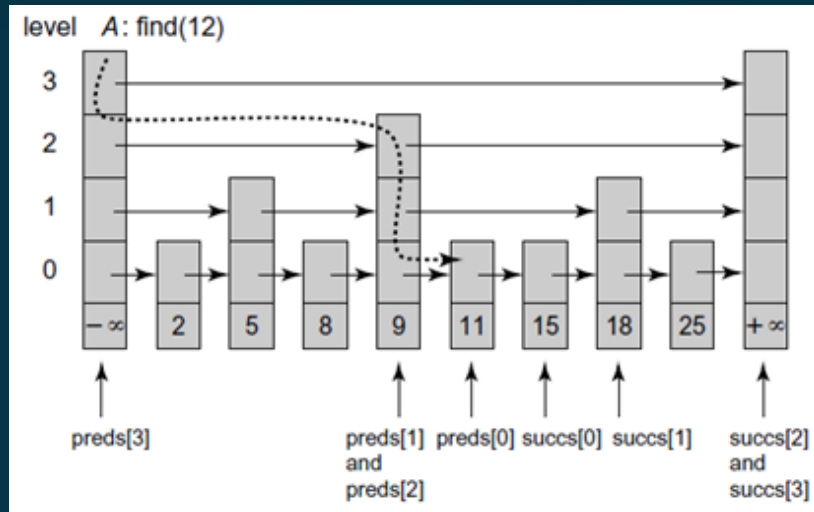 level A: find(12)
3
2
1
0
−∞ 2 5 8 9 11 15 18 25 +∞
preds[3] preds[1] preds[0] succs[0] succs[1] succs[2]
and and
preds[2] succs[3]